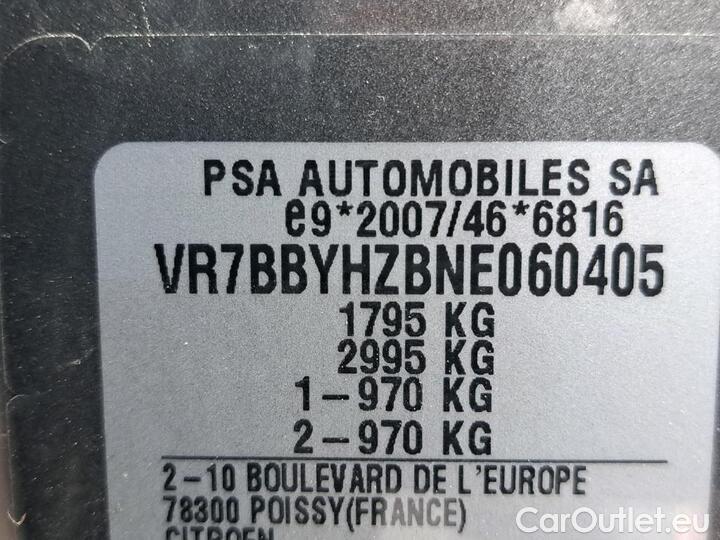 PSA AUTOMOBILES SA
e9*2007/46*6816
VR7BBYHZBNE060405
1795 KG
2995 KG
1-970 KG
2-970 KG
2-10 BOULEVARD DE L'EUROPE
78300 POISSY(FRANCE)
CITROEN
CarOutlet.eu